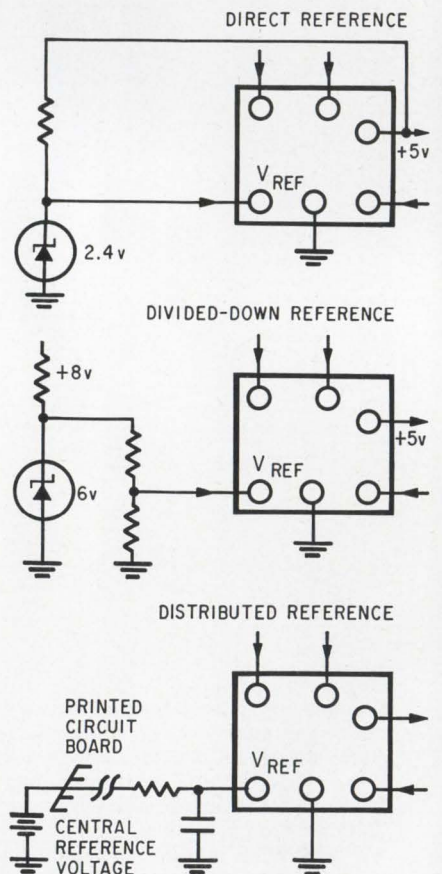 DIRECT REFERENCE
+5v
V REF
2.4v
DIVIDED-DOWN REFERENCE
+8v
+5v
V REF
6v
DISTRIBUTED REFERENCE
PRINTED
CIRCUIT
BOARD
V REF
CENTRAL
REFERENCE
VOLTAGE